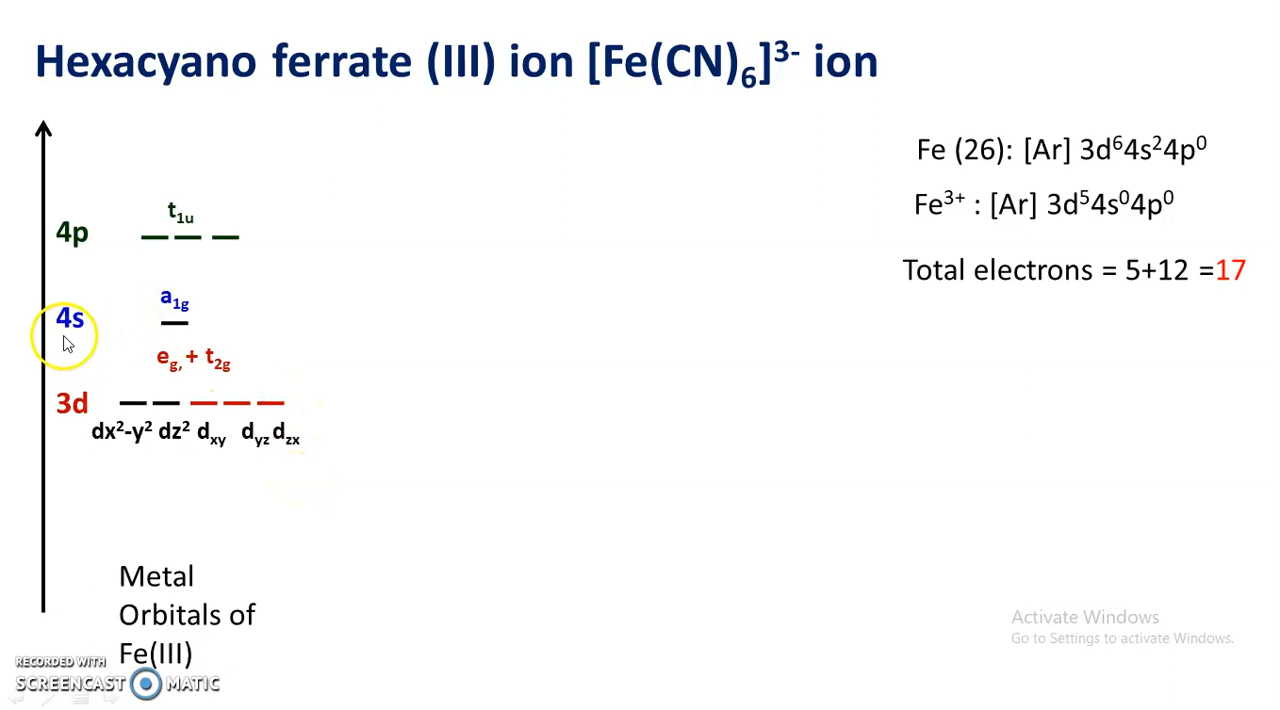 Hexacyano ferrate (III) ion [Fe(CN)₆]³⁻ ion
Fe (26): [Ar] 3d⁶4s²4p⁰
Fe³⁺ : [Ar] 3d⁵4s⁰4p⁰
Total electrons = 5+12 =17
t₁ᵤ
4p
a₁g
4s
eg, + t₂g
3d
dx²-y² dz² dxy dyz dzx
Metal
Orbitals of
Fe(III)
Activate Windows
Go to Settings to activate Windows.
RECORDED WITH
SCREENCAST MATIC